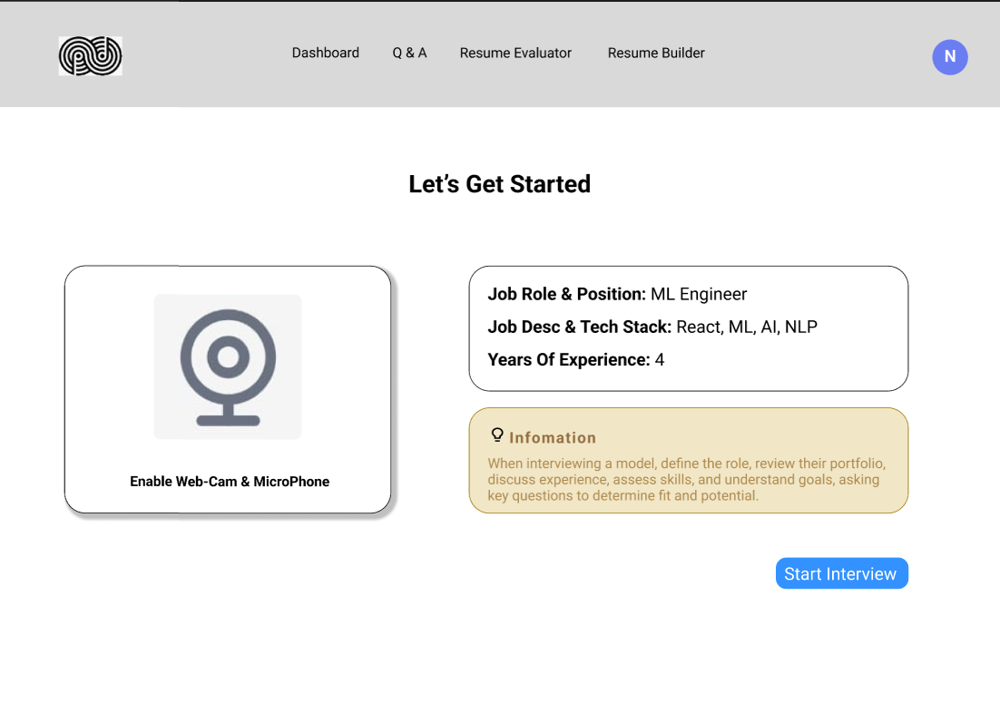 Dashboard Q & A Resume Evaluator Resume Builder N
Let’s Get Started
Enable Web-Cam & MicroPhone
Job Role & Position: ML Engineer
Job Desc & Tech Stack: React, ML, AI, NLP
Years Of Experience: 4
Infomation
When interviewing a model, define the role, review their portfolio,
discuss experience, assess skills, and understand goals, asking
key questions to determine fit and potential.
Start Interview